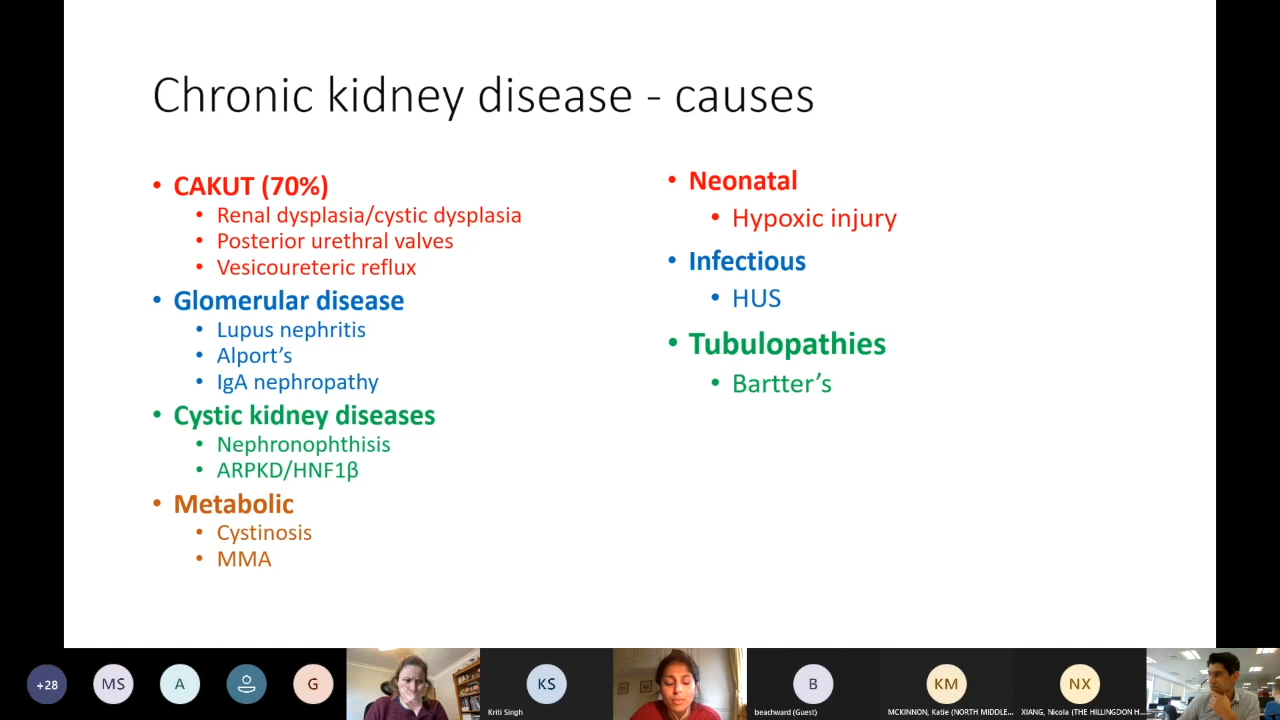 Chronic kidney disease - causes
• CAKUT (70%)
• Renal dysplasia/cystic dysplasia
• Posterior urethral valves
• Vesicoureteric reflux
• Glomerular disease
• Lupus nephritis
• Alport’s
• IgA nephropathy
• Cystic kidney diseases
• Nephronophthisis
• ARPKD/HNF1β
• Metabolic
• Cystinosis
• MMA
• Neonatal
• Hypoxic injury
• Infectious
• HUS
• Tubulopathies
• Bartter’s
+28
MS
A
G
KS
Kriti Singh
B
beachward (Guest)
KM
MCKINNON, Katie (NORTH MIDDLE...
NX
XIANG, Nicola (THE HILLINGDON H...